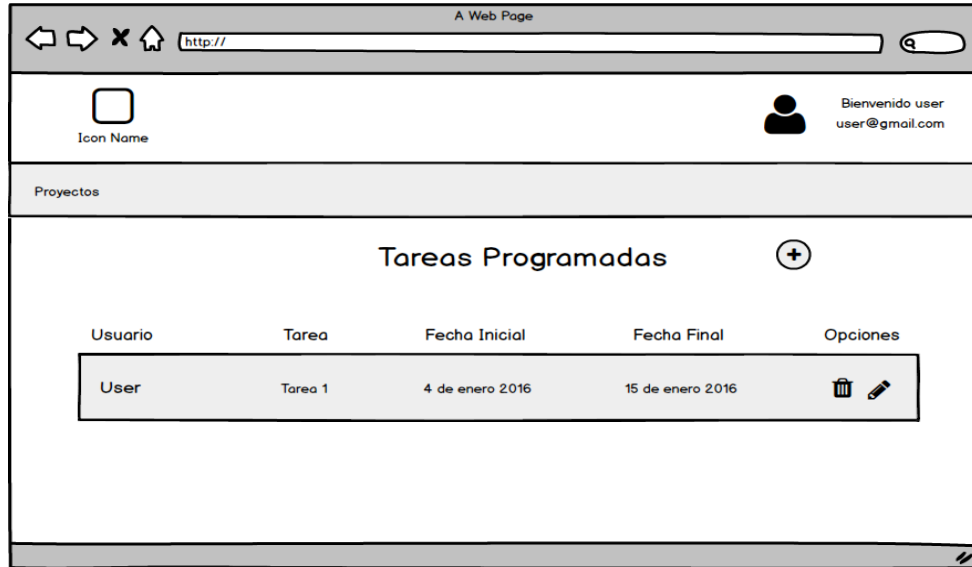 A Web Page
http://
Icon Name
Bienvenido user
user@gmail.com
Proyectos
Tareas Programadas
Usuario Tarea Fecha Inicial Fecha Final Opciones
User Tarea 1 4 de enero 2016 15 de enero 2016